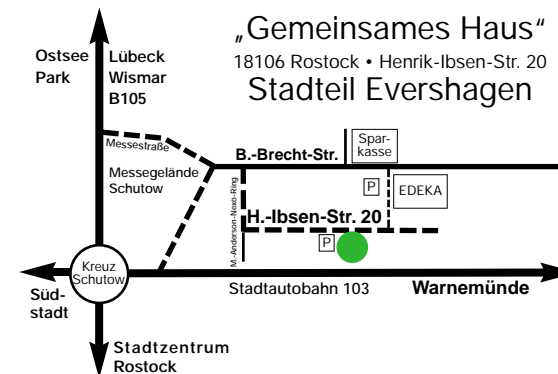 „Gemeinsames Haus“
18106 Rostock • Henrik-Ibsen-Str. 20
Stadtteil Evershagen
Ostsee
Park
Lübeck
Wismar
B105
Messestraße
Messegelände
Schutow
B.-Brecht-Str.
Spar-
kasse
P
EDEKA
M.-Anderson-Nexö-Ring
H.-Ibsen-Str. 20
P
Kreuz
Schutow
Süd-
stadt
Stadtautobahn 103
Warnemünde
Stadtzentrum
Rostock